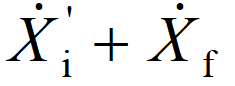 Ẋ'ᵢ + Ẋ_f